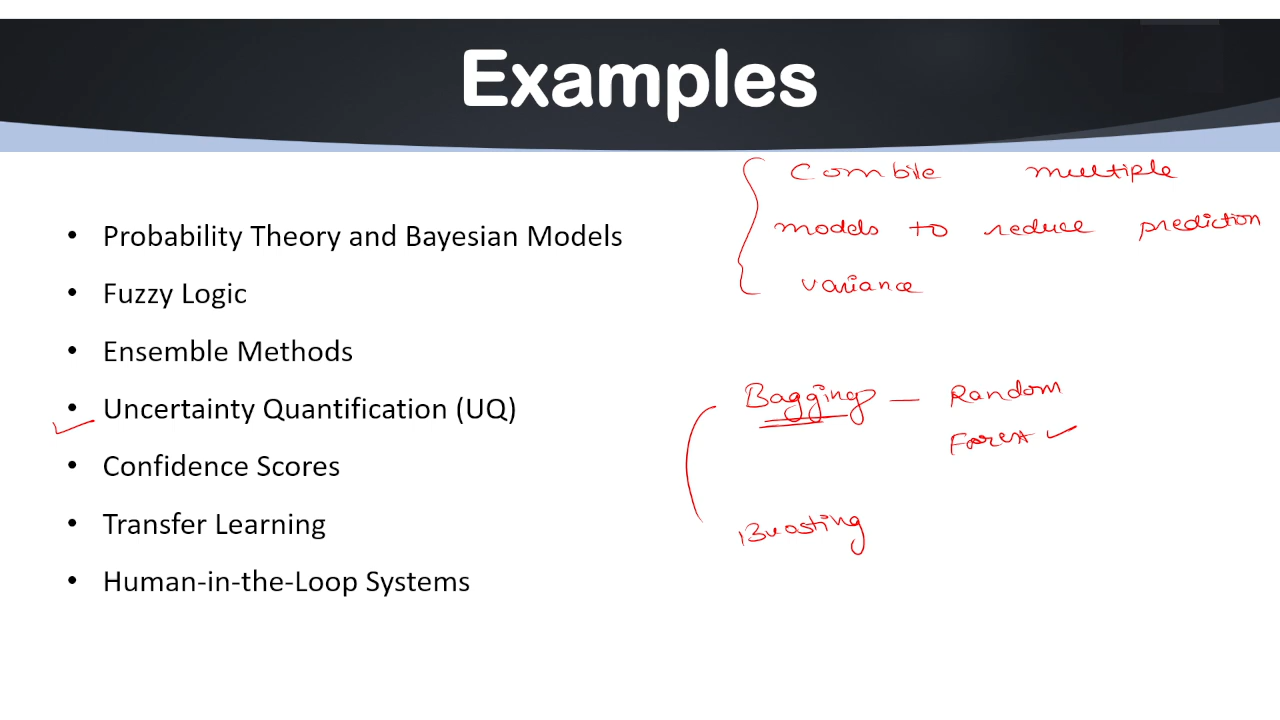 Examples
• Probability Theory and Bayesian Models
• Fuzzy Logic
• Ensemble Methods
• Uncertainty Quantification (UQ)
• Confidence Scores
• Transfer Learning
• Human-in-the-Loop Systems
Combile multiple
models to reduce prediction
variance
Bagging — Random
Forest ✓
Boosting